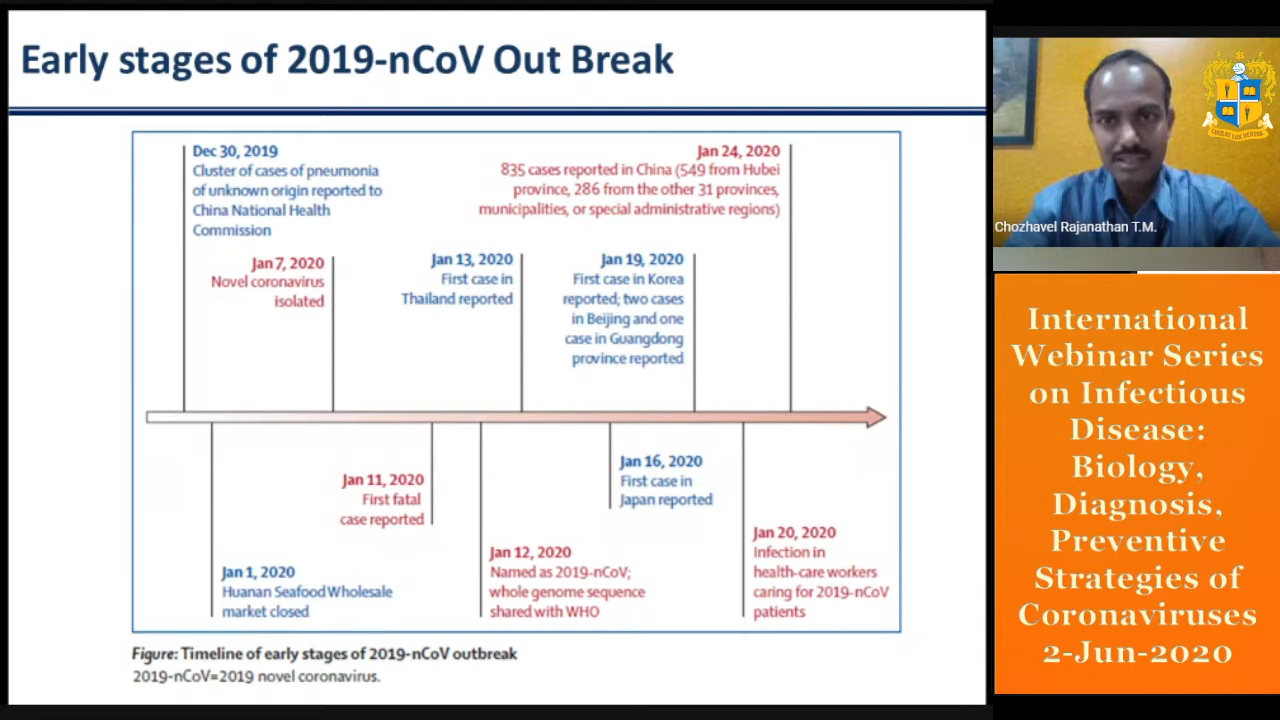 Early stages of 2019-nCoV Out Break
Dec 30, 2019
Cluster of cases of pneumonia
of unknown origin reported to
China National Health
Commission
Jan 24, 2020
835 cases reported in China (549 from Hubei
province, 286 from the other 31 provinces,
municipalities, or special administrative regions)
Jan 7, 2020
Novel coronavirus
isolated
Jan 13, 2020
First case in
Thailand reported
Jan 19, 2020
First case in Korea
reported; two cases
in Beijing and one
case in Guangdong
province reported
Jan 11, 2020
First fatal
case reported
Jan 16, 2020
First case in
Japan reported
Jan 1, 2020
Huanan Seafood Wholesale
market closed
Jan 12, 2020
Named as 2019-nCoV;
whole genome sequence
shared with WHO
Jan 20, 2020
Infection in
health-care workers
caring for 2019-nCoV
patients
Figure: Timeline of early stages of 2019-nCoV outbreak
2019-nCoV=2019 novel coronavirus.
LUCEAT LUX VESTRA
Chozhavel Rajanathan T.M.
International
Webinar Series
on Infectious
Disease:
Biology,
Diagnosis,
Preventive
Strategies of
Coronaviruses
2-Jun-2020